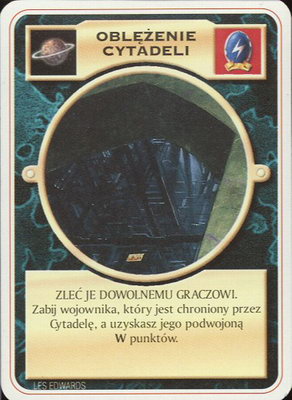 OBLĘŻENIE
CYTADELI
ZLEĆ JE DOWOLNEMU GRACZOWI.
Zabij wojownika, który jest chroniony przez
Cytadelę, a uzyskasz jego podwojoną
W punktów.
LES EDWARDS